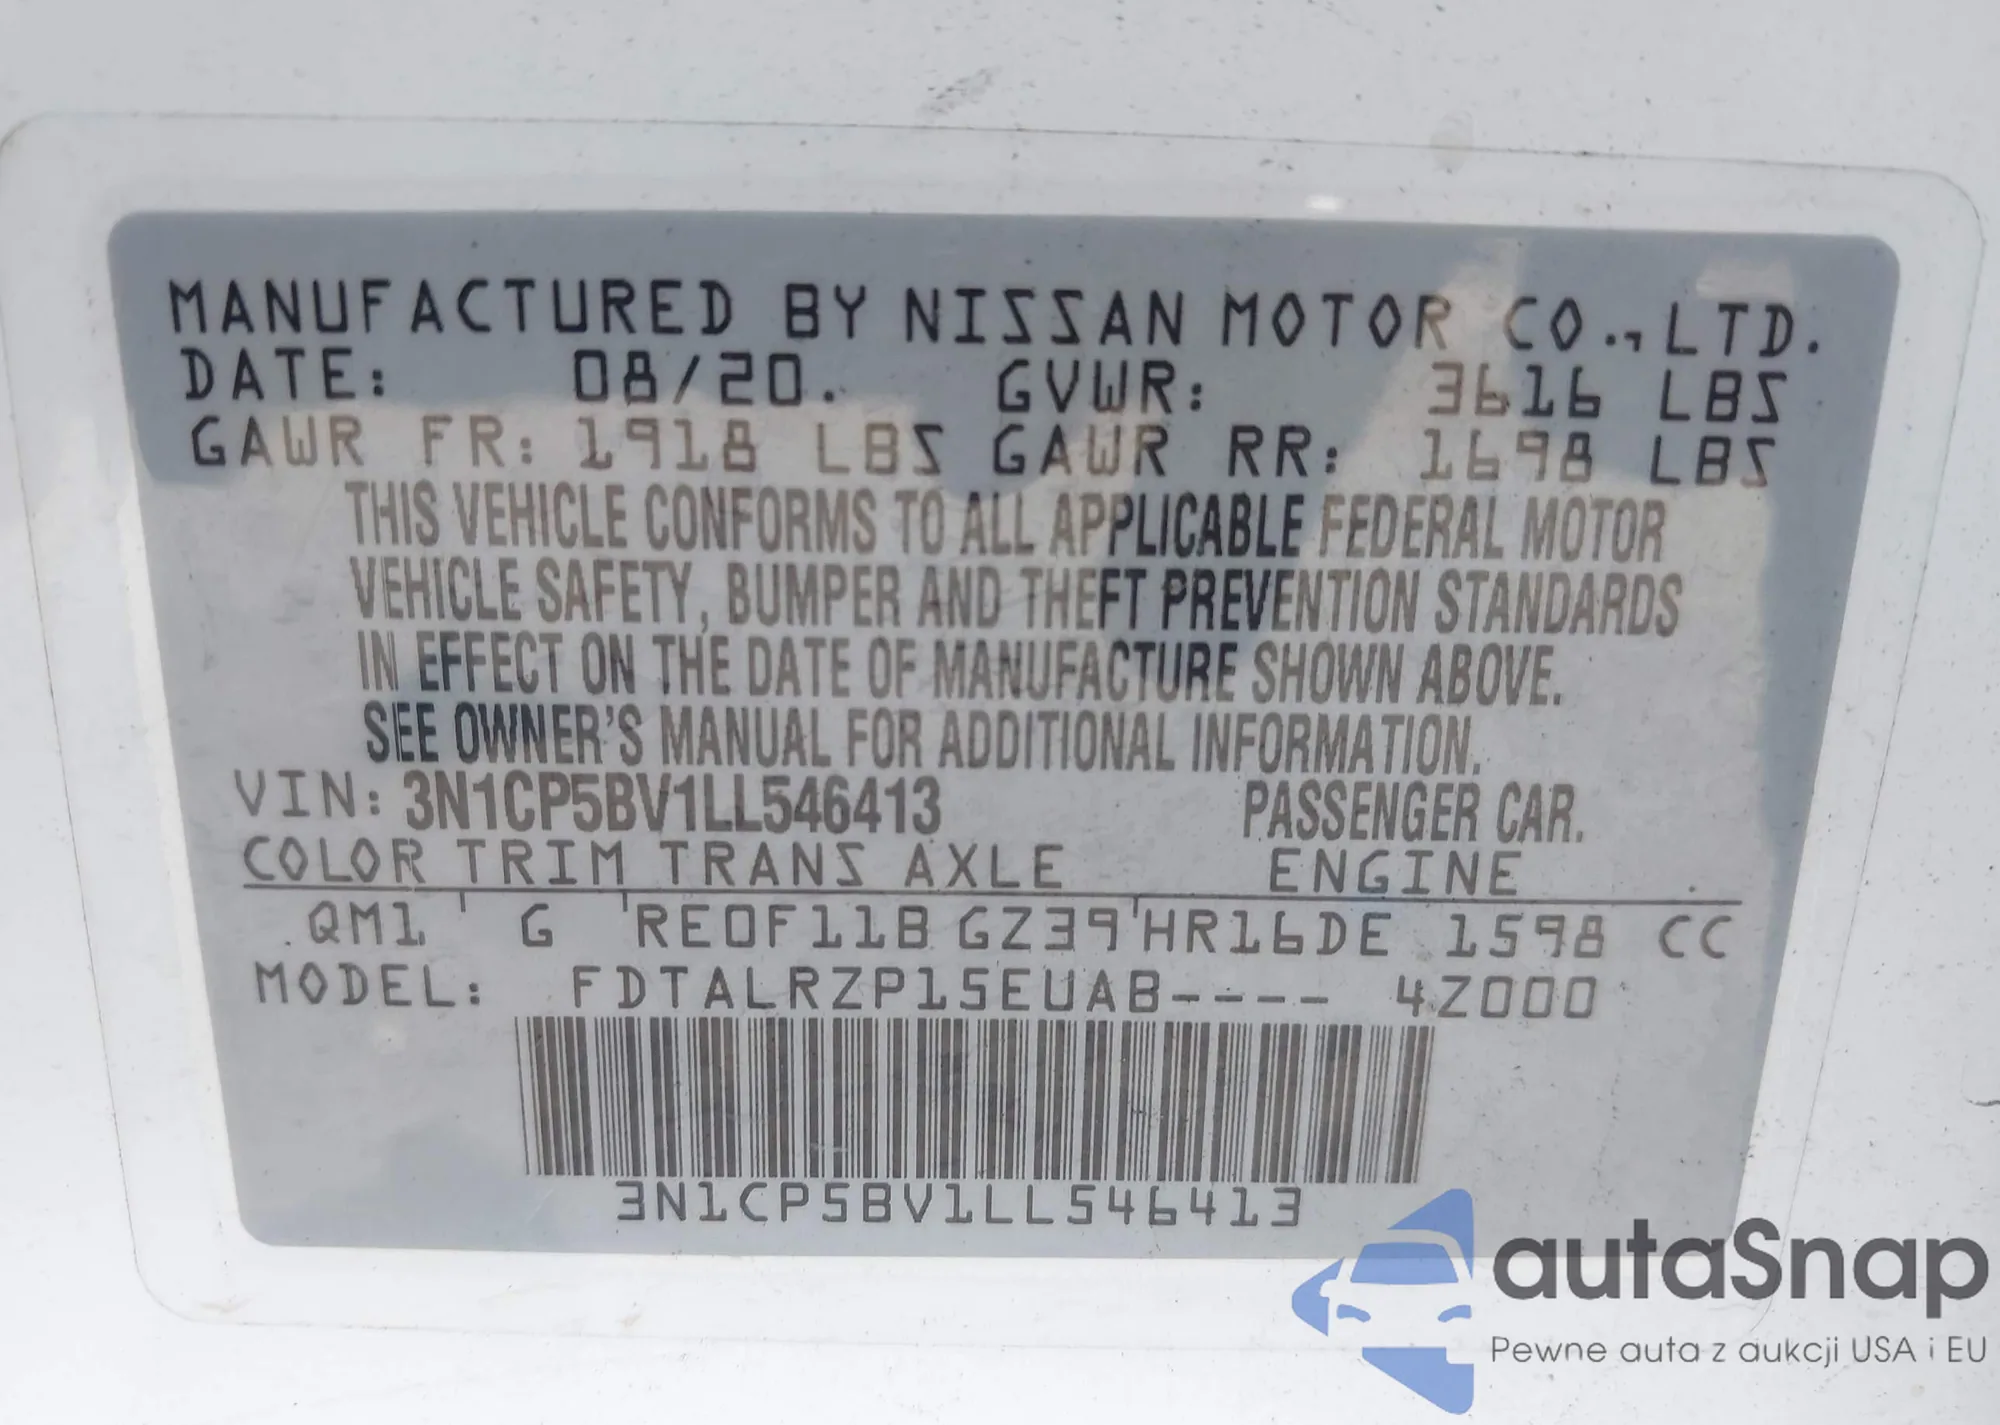 MANUFACTURED BY NISSAN MOTOR CO., LTD.
DATE: 08/20. GVWR: 3616 LBS
GAWR FR: 1918 LBS GAWR RR: 1698 LBS
THIS VEHICLE CONFORMS TO ALL APPLICABLE FEDERAL MOTOR
VEHICLE SAFETY, BUMPER AND THEFT PREVENTION STANDARDS
IN EFFECT ON THE DATE OF MANUFACTURE SHOWN ABOVE.
SEE OWNER'S MANUAL FOR ADDITIONAL INFORMATION.
VIN: 3N1CP5BV1LL546413 PASSENGER CAR.
COLOR TRIM TRANS AXLE ENGINE
QM1 G RE0F11B GZ39 HR16DE 1598 CC
MODEL: FDTALRZP15EUAB---- 4Z000
3N1CP5BV1LL546413
autaSnap
Pewne auta z aukcji USA i EU